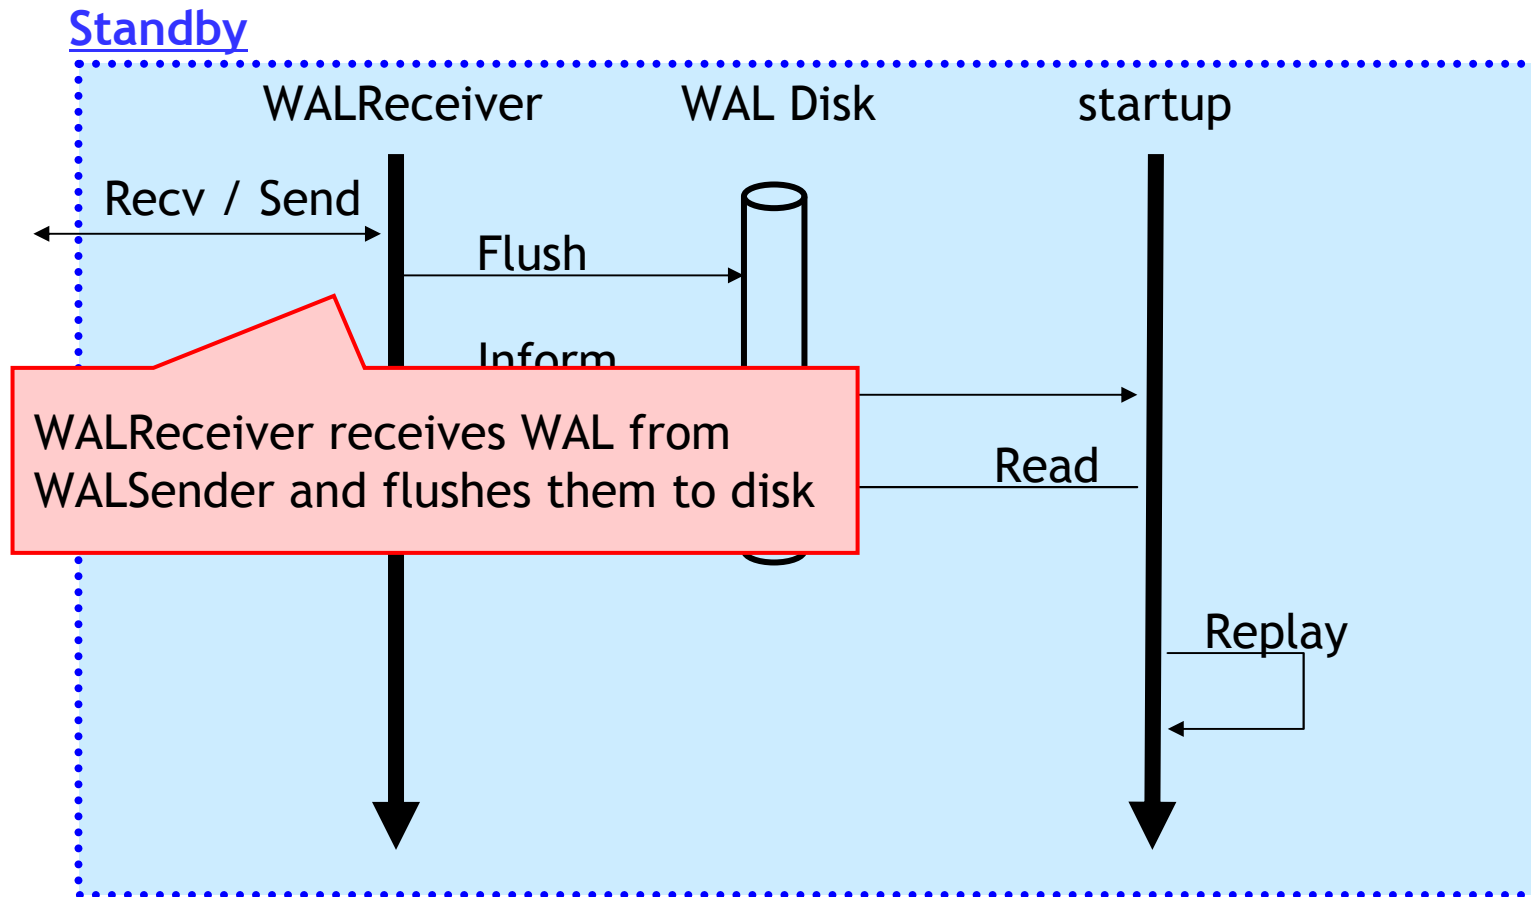 Standby
WALReceiver WAL Disk startup
Recv / Send
Flush
Inform
WALReceiver receives WAL from
WALSender and flushes them to disk
Read
Replay